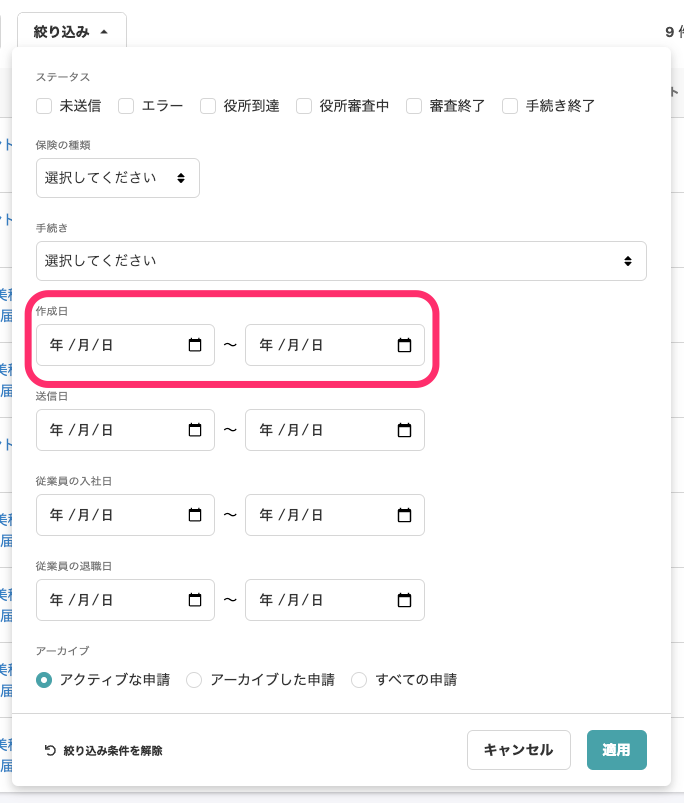 絞り込み
9 件
ステータス
未送信 エラー 役所到達 役所審査中 審査終了 手続き終了
保険の種類
選択してください
手続き
選択してください
作成日
年 /月/日 〜 年 /月/日
送信日
年 /月/日 〜 年 /月/日
従業員の入社日
年 /月/日 〜 年 /月/日
従業員の退職日
年 /月/日 〜 年 /月/日
アーカイブ
アクティブな申請 アーカイブした申請 すべての申請
絞り込み条件を解除 キャンセル 適用